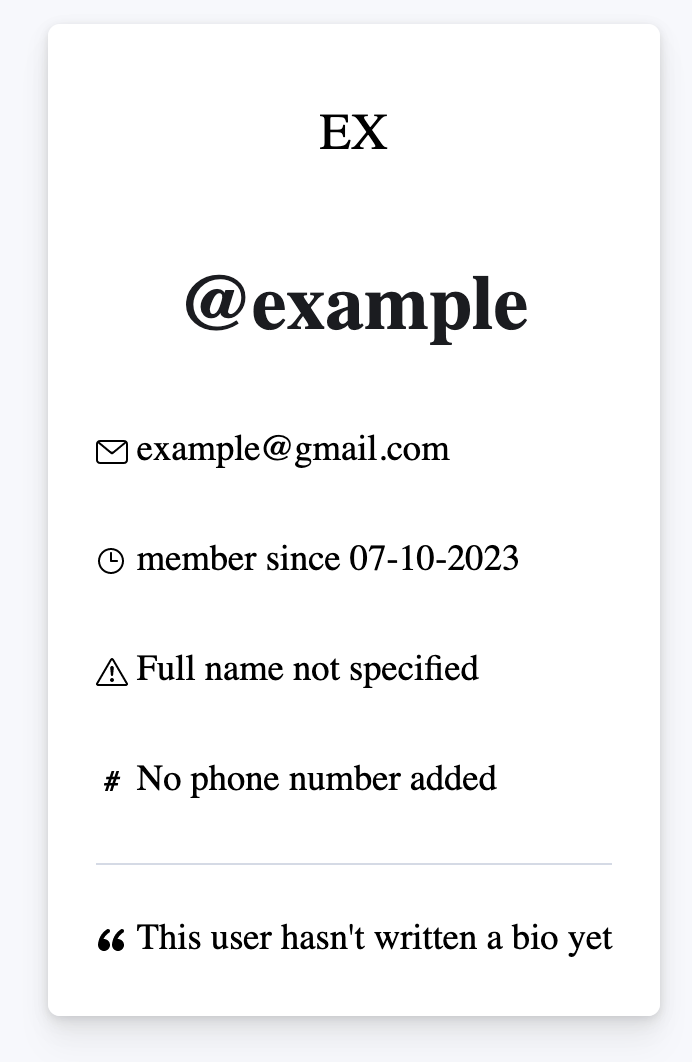 EX
@example
example@gmail.com
member since 07-10-2023
Full name not specified
# No phone number added
“ This user hasn't written a bio yet